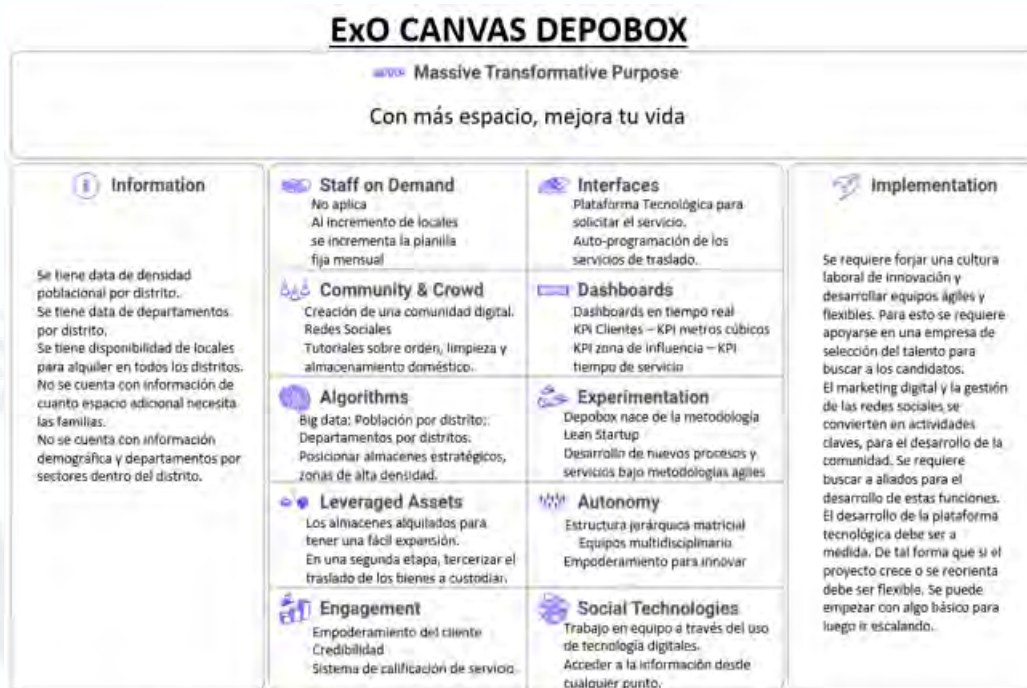 ExO CANVAS DEPOBOX
Massive Transformative Purpose
Con más espacio, mejora tu vida
Information
Se tiene data de densidad
poblacional por distrito.
Se tiene data de departamentos
por distrito.
Se tiene disponibilidad de locales
para alquiler en todos los distritos.
No se cuenta con información de
cuanto espacio adicional necesita
las familias.
No se cuenta con información
demográfica y departamentos por
sectores dentro del distrito.
Staff on Demand
No aplica
Al incremento de locales
se incrementa la planilla
fija mensual
Community & Crowd
Creación de una comunidad digital.
Redes Sociales
Tutoriales sobre orden, limpieza y
almacenamiento doméstico.
Algorithms
Big data: Población por distrito;
Departamentos por distritos.
Posicionar almacenes estratégicos,
zonas de alta densidad.
Leveraged Assets
Los almacenes alquilados para
tener una fácil expansión.
En una segunda etapa, tercerizar el
traslado de los bienes a custodiar.
Engagement
Empoderamiento del cliente
Credibilidad
Sistema de calificación de servicio
Interfaces
Plataforma Tecnológica para
solicitar el servicio.
Auto-programación de los
servicios de traslado.
Dashboards
Dashboards en tiempo real
KPI Clientes – KPI metros cúbicos
KPI zona de influencia – KPI
tiempo de servicio
Experimentation
Depobox nace de la metodología
Lean Startup
Desarrollo de nuevos procesos y
servicios bajo metodologías agiles
Autonomy
Estructura jerárquica matricial
Equipos multidisciplinario
Empoderamiento para innovar
Social Technologies
Trabajo en equipo a través del uso
de tecnología digitales.
Acceder a la información desde
cualquier punto.
Implementation
Se requiere forjar una cultura
laboral de innovación y
desarrollar equipos ágiles y
flexibles. Para esto se requiere
apoyarse en una empresa de
selección del talento para
buscar a los candidatos.
El marketing digital y la gestión
de las redes sociales se
convierten en actividades
claves, para el desarrollo de la
comunidad. Se requiere
buscar a aliados para el
desarrollo de estas funciones.
El desarrollo de la plataforma
tecnológica debe ser a
medida. De tal forma que si el
proyecto crece o se reorienta
debe ser flexible. Se puede
empezar con algo básico para
luego ir escalando.